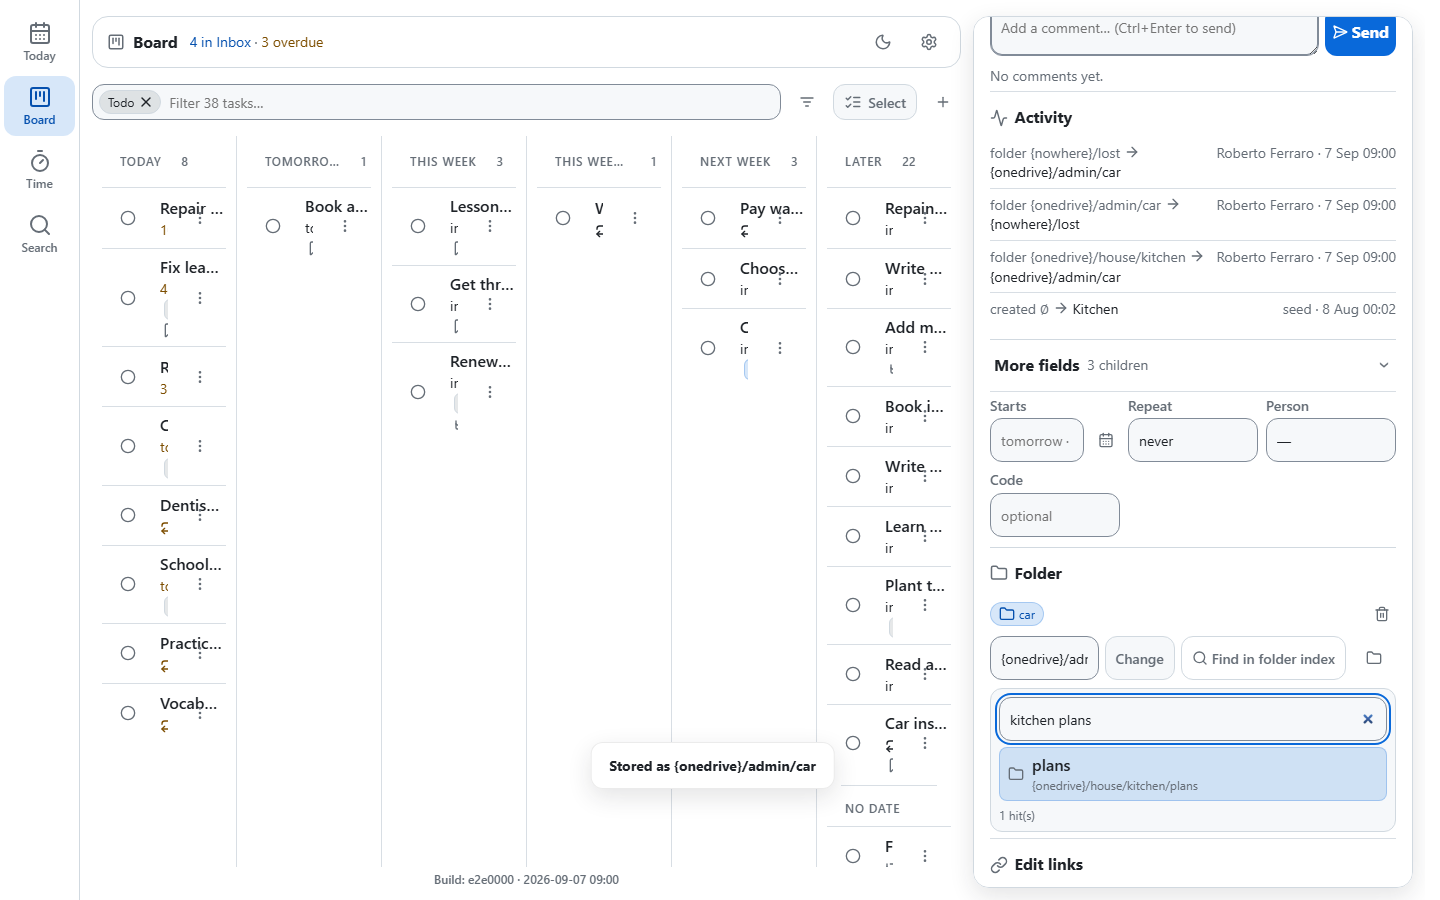 Today
Board
Time
Search
Board
4 in Inbox · 3 overdue
Todo
Filter 38 tasks...
Select
TODAY 8
Repair ...
1
Fix lea...
4
R
3
C
Dentis...
School...
Practic...
Vocab...
TOMORRO... 1
Book a...
THIS WEEK 3
Lesson...
Get thr...
Renew...
THIS WEE... 1
NEXT WEEK 3
Pay wa...
Choos...
C
LATER 22
Repain...
Write ...
Add m...
Book i...
Write ...
Learn ...
Plant t...
Read a...
Car ins...
NO DATE
F
Stored as {onedrive}/admin/car
Build: e2e0000 · 2026-09-07 09:00
Add a comment... (Ctrl+Enter to send)
Send
No comments yet.
Activity
folder {nowhere}/lost → Roberto Ferraro · 7 Sep 09:00
{onedrive}/admin/car
folder {onedrive}/admin/car → Roberto Ferraro · 7 Sep 09:00
{nowhere}/lost
folder {onedrive}/house/kitchen → Roberto Ferraro · 7 Sep 09:00
{onedrive}/admin/car
created ∅ → Kitchen seed · 8 Aug 00:02
More fields 3 children
Starts Repeat Person
tomorrow · never —
Code
optional
Folder
car
{onedrive}/adr Change Find in folder index
kitchen plans
plans
{onedrive}/house/kitchen/plans
1 hit(s)
Edit links